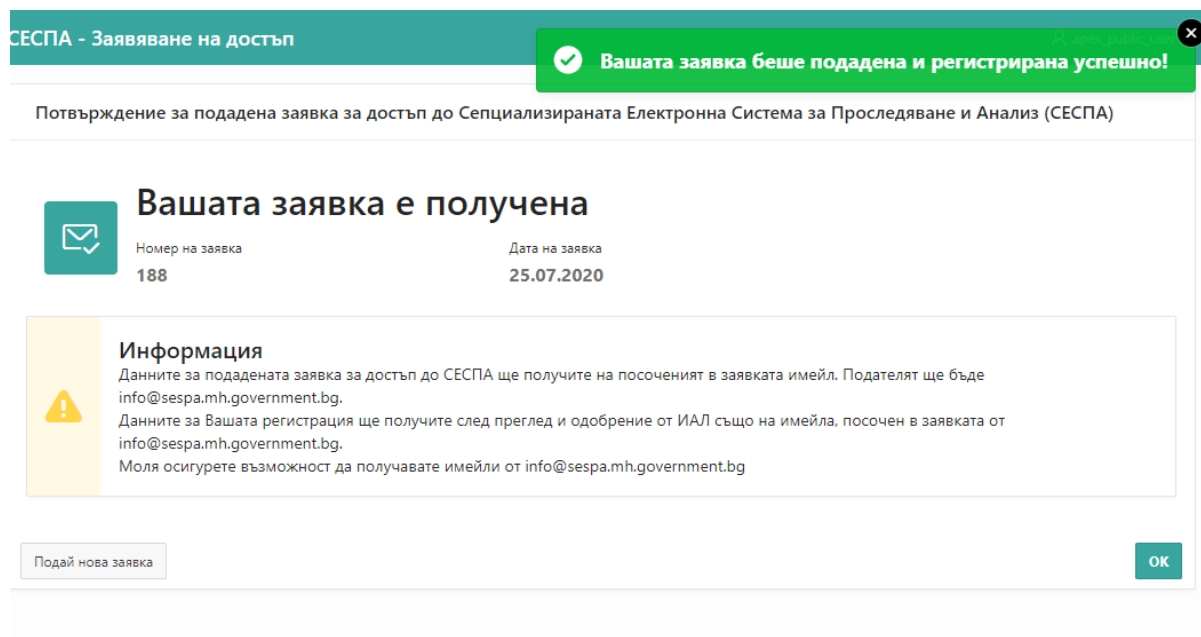 СЕСПА - Заявяване на достъп
apex_public_user
Вашата заявка беше подадена и регистрирана успешно!
Потвърждение за подадена заявка за достъп до Сепциализираната Електронна Система за Проследяване и Анализ (СЕСПА)
Вашата заявка е получена
Номер на заявка
Дата на заявка
188
25.07.2020
Информация
Данните за подадената заявка за достъп до СЕСПА ще получите на посоченият в заявката имейл. Подателят ще бъде
info@sespa.mh.government.bg.
Данните за Вашата регистрация ще получите след преглед и одобрение от ИАЛ също на имейла, посочен в заявката от
info@sespa.mh.government.bg.
Моля осигурете възможност да получавате имейли от info@sespa.mh.government.bg
Подай нова заявка
OK